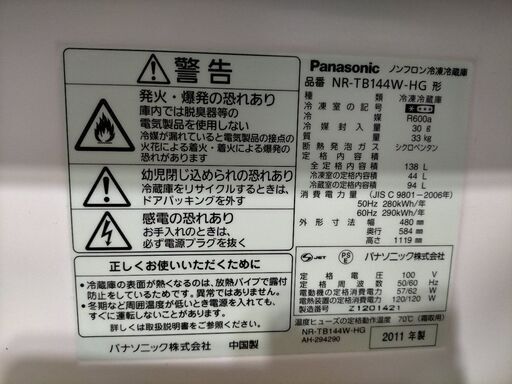 警告
発火・爆発の恐れあり
庫内では脱臭器等の
電気製品を使用しない
冷媒が漏れていると電気製品の接点の
火花による着火・着火による爆発
の恐れがあります
幼児閉じ込められの恐れあり
冷蔵庫をリサイクルするときは、
ドアパッキングを外す
感電の恐れあり
お手入れのときは、
必ず電源プラグを抜く
正しくお使いいただくために
●冷蔵庫の表面が熱くなるのは、放熱パイプで露付
防止をしているためで、異常ではありません。
●冬期など周囲温度が低いときは電源を入れても、
すぐに運転しないことがあります。
詳しくは取扱説明書をご覧ください。
パナソニック株式会社 中国製
Panasonic ノンフロン冷凍冷蔵庫
品番 NR-TB144W-HG 形
種類 冷凍冷蔵庫
冷凍室の記号
冷媒 R600a
冷媒封入量 30g
質量 33kg
断熱発泡ガス シクロペンタン
定格内容積
全定格内容積 138 L
冷凍室の定格内容積 44 L
冷蔵室の定格内容積 94 L
消費電力量 (JIS C 9801-2006年)
50Hz 280kWh/年
60Hz 290kWh/年
外形寸法 幅 480 mm
奥行 584 mm
高さ 1119 mm
JET PS E パナソニック株式会社
定格電圧 100 V
定格周波数 50/60 Hz
電動機の定格消費電力 57/62 W
電熱装置の定格消費電力 120/120 W
製造番号 Z1201421
温度ヒューズの定格動作温度 70℃ (霜取用)
NR-TB144W-HG
AH-294290
2011 年製